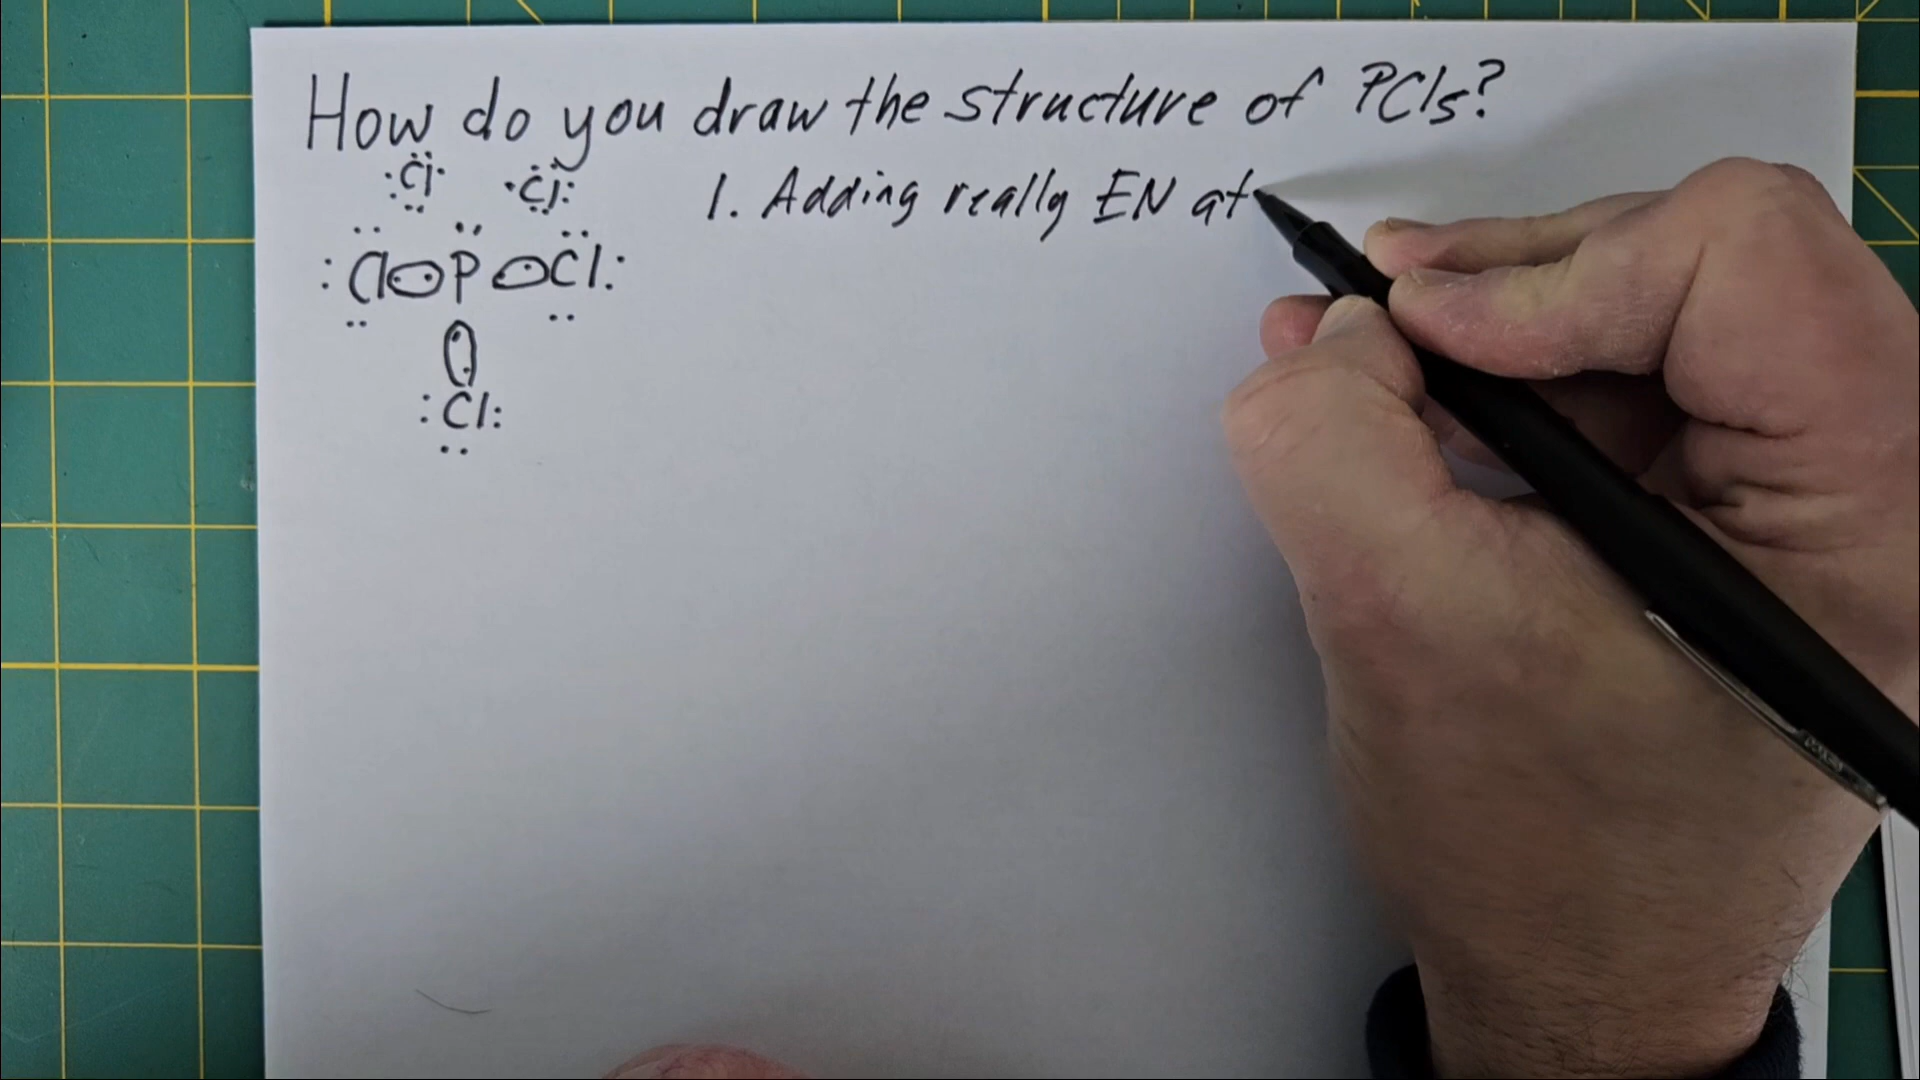 How do you draw the structure of PCl5?
Cl Cl
1. Adding really EN at
Cl P Cl
Cl